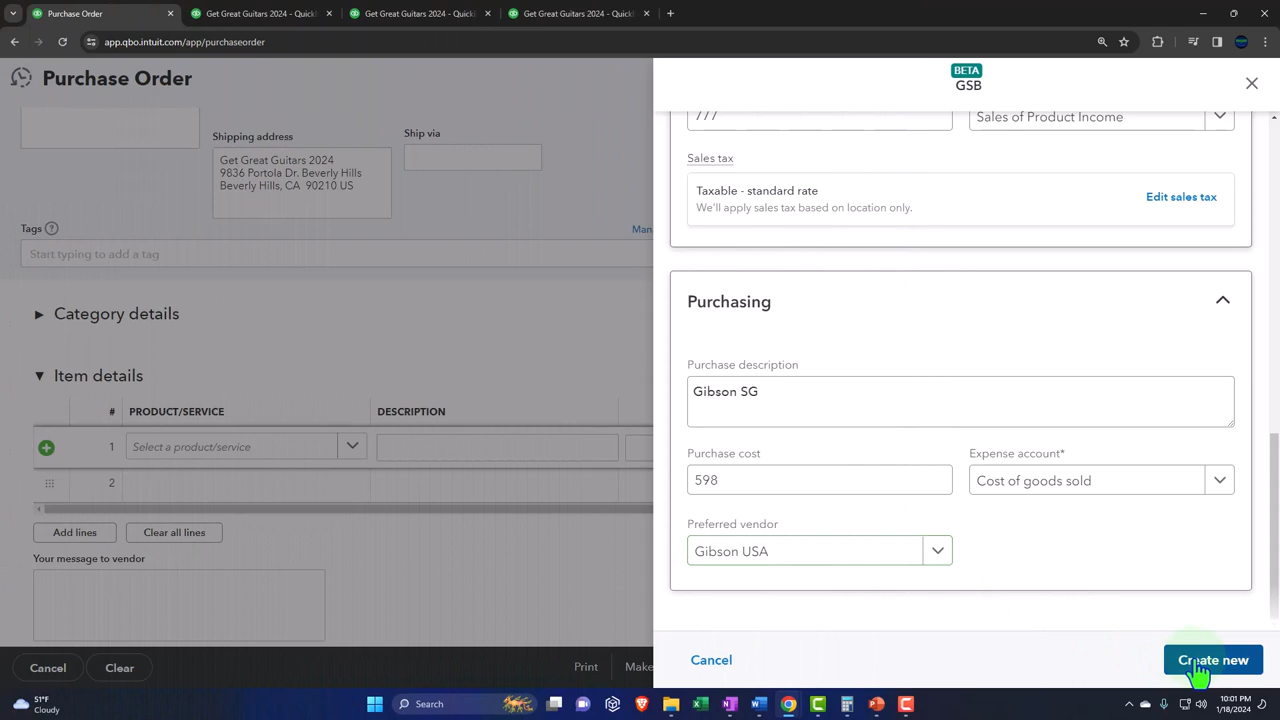 Get Great Guitars 2024
Get Great Guitars 2024 - Quick
Get Great Guitars 2024 - Quick
Get Great Guitars 2024 - Quick
app.qbo.intuit.com/app/purchaseorder
Purchase Order
Shipping address
Ship via
Get Great Guitars 2024
9836 Portola Dr. Beverly Hills
Beverly Hills, CA 90210 US
Tags
Mana
Start typing to add a tag
Category details
Item details
# PRODUCT/SERVICE DESCRIPTION
1 Select a product/service
2
Add lines
Clear all lines
Your message to vendor
Cancel
Clear
Print
Make
BETA
GSB
777
Sales of Product Income
Sales tax
Taxable - standard rate
Edit sales tax
We'll apply sales tax based on location only.
Purchasing
Purchase description
Gibson SG
Purchase cost
Expense account*
598
Cost of goods sold
Preferred vendor
Gibson USA
Cancel
Create new
51°F
Cloudy
Search
10:01 PM
1/18/2024